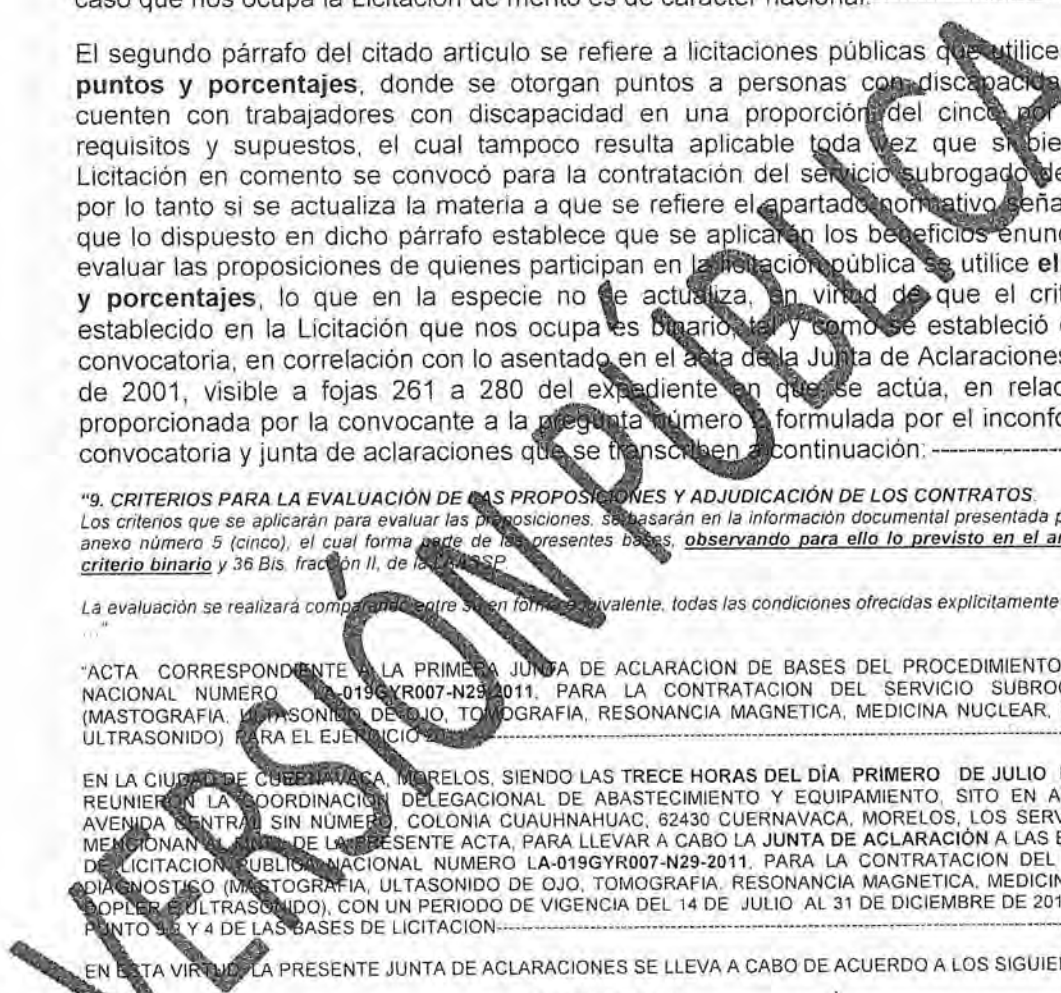 caso que nos ocupa la Licitación de mérito es de carácter nacional.
El segundo párrafo del citado articulo se refiere a licitaciones públicas que utilice
puntos y porcentajes, donde se otorgan puntos a personas con discapacida
cuenten con trabajadores con discapacidad en una proporción del cinco por
requisitos y supuestos, el cual tampoco resulta aplicable toda vez que si bie
Licitación en comento se convocó para la contratación del servicio subrogado de
por lo tanto si se actualiza la materia a que se refiere el apartado normativo seña
que lo dispuesto en dicho párrafo establece que se aplicarán los beneficios enunc
evaluar las proposiciones de quienes participan en la licitación pública se utilice el
y porcentajes, lo que en la especie no se actualiza, en virtud de que el crit
establecido en la Licitación que nos ocupa es binario, tal y como se estableció
convocatoria, en correlación con lo asentado en el acta de la Junta de Aclaraciones
de 2001, visible a fojas 261 a 280 del expediente en que se actúa, en relac
proporcionada por la convocante a la pregunta número 2 formulada por el inconfo
convocatoria y junta de aclaraciones que se transcriben a continuación:------------------
"9. CRITERIOS PARA LA EVALUACIÓN DE LAS PROPOSICIONES Y ADJUDICACIÓN DE LOS CONTRATOS.
Los criterios que se aplicarán para evaluar las proposiciones, se basarán en la información documental presentada p
anexo número 5 (cinco), el cual forma parte de las presentes bases, observando para ello lo previsto en el ar
criterio binario y 36 Bis. fracción II, de la LAASSP.
La evaluación se realizará comparando entre sí, en forma equivalente, todas las condiciones ofrecidas explícitamente
..."
"ACTA CORRESPONDIENTE A LA PRIMERA JUNTA DE ACLARACION DE BASES DEL PROCEDIMIENTO
NACIONAL NUMERO LA-019GYR007-N29-2011, PARA LA CONTRATACION DEL SERVICIO SUBRO
(MASTOGRAFIA, ULTASONIDO DE OJO, TOMOGRAFIA, RESONANCIA MAGNETICA, MEDICINA NUCLEAR,
ULTRASONIDO) PARA EL EJERCICIO
EN LA CIUDAD DE CUERNAVACA, MORELOS, SIENDO LAS TRECE HORAS DEL DÍA PRIMERO DE JULIO
REUNIERON LA COORDINACION DELEGACIONAL DE ABASTECIMIENTO Y EQUIPAMIENTO, SITO EN A
AVENIDA CENTRAL SIN NÚMERO, COLONIA CUAUHNAHUAC, 62430 CUERNAVACA, MORELOS, LOS SERV
MENCIONAN AL FINAL DE LA PRESENTE ACTA, PARA LLEVAR A CABO LA JUNTA DE ACLARACIÓN A LAS
DE LICITACION PUBLICA NACIONAL NUMERO LA-019GYR007-N29-2011, PARA LA CONTRATACION DEL
DIAGNOSTICO (MASTOGRAFIA, ULTASONIDO DE OJO, TOMOGRAFIA, RESONANCIA MAGNETICA, MEDICIN
DOPLER E ULTRASONIDO), CON UN PERIODO DE VIGENCIA DEL 14 DE JULIO AL 31 DE DICIEMBRE DE 201
PUNTO Y 4 DE LAS BASES DE LICITACION------------------
EN ESTA VIRTUD, LA PRESENTE JUNTA DE ACLARACIONES SE LLEVA A CABO DE ACUERDO A LOS SIGUIE
VERSIÓN PÚBLICA